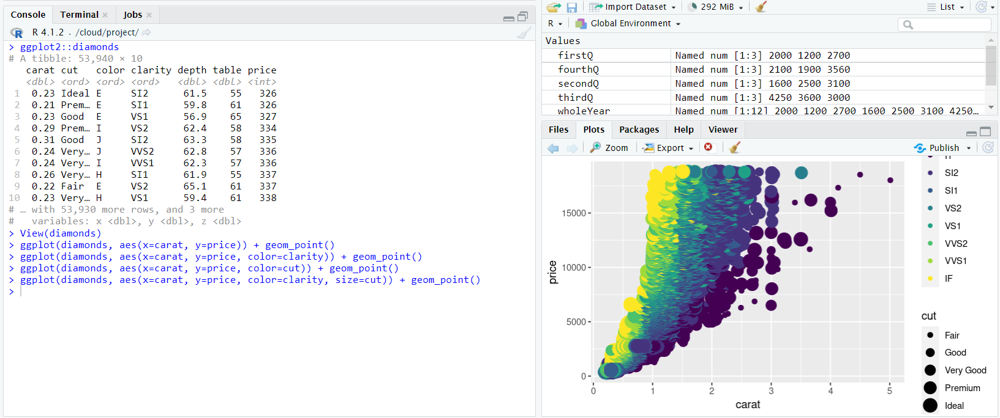 Console Terminal Jobs
R 4.1.2 . /cloud/project/
> ggplot2::diamonds
# A tibble: 53,940 × 10
carat cut color clarity depth table price
<dbl> <ord> <ord> <ord> <dbl> <dbl> <int>
1 0.23 Ideal E SI2 61.5 55 326
2 0.21 Prem… E SI1 59.8 61 326
3 0.23 Good E VS1 56.9 65 327
4 0.29 Prem… I VS2 62.4 58 334
5 0.31 Good J SI2 63.3 58 335
6 0.24 Very… J VVS2 62.8 57 336
7 0.24 Very… I VVS1 62.3 57 336
8 0.26 Very… H SI1 61.9 55 337
9 0.22 Fair E VS2 65.1 61 337
10 0.23 Very… H VS1 59.4 61 338
# … with 53,930 more rows, and 3 more
# variables: x <dbl>, y <dbl>, z <dbl>
> View(diamonds)
> ggplot(diamonds, aes(x=carat, y=price)) + geom_point()
> ggplot(diamonds, aes(x=carat, y=price, color=clarity)) + geom_point()
> ggplot(diamonds, aes(x=carat, y=price, color=cut)) + geom_point()
> ggplot(diamonds, aes(x=carat, y=price, color=clarity, size=cut)) + geom_point()
>
Import Dataset 292 MiB List
R Global Environment
Values
firstQ Named num [1:3] 2000 1200 2700
fourthQ Named num [1:3] 2100 1900 3560
secondQ Named num [1:3] 1600 2500 3100
thirdQ Named num [1:3] 4250 3600 3000
wholeYear Named num [1:12] 2000 1200 2700 1600 2500 3100 4250…
Files Plots Packages Help Viewer
Zoom Export Publish
price
15000
10000
5000
0
0 1 2 3 4 5
carat
SI2
SI1
VS2
VS1
VVS2
VVS1
IF
cut
Fair
Good
Very Good
Premium
Ideal